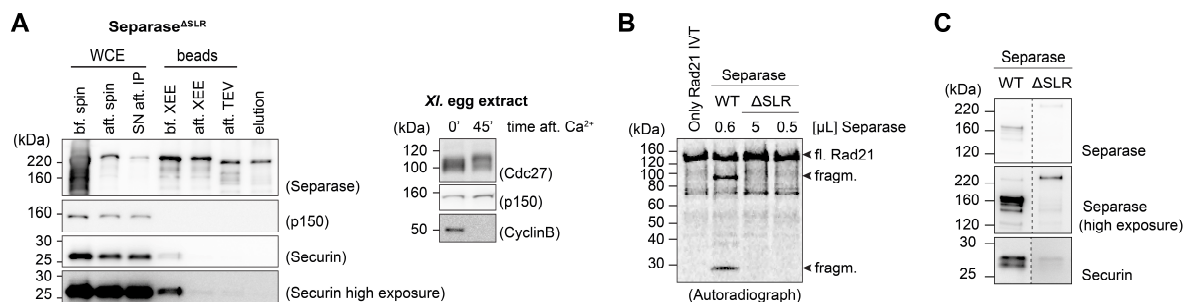 A
Separase^ΔSLR
WCE
beads
bf. spin
aft. spin
SN aft. IP
bf. XEE
aft. XEE
aft. TEV
elution
(kDa)
220
160
(Separase)
160
(p150)
30
25
(Securin)
30
25
(Securin high exposure)
Xl. egg extract
(kDa)
0'
45'
time aft. Ca²⁺
120
100
(Cdc27)
160
(p150)
50
(CyclinB)
B
Only Rad21 IVT
Separase
WT
ΔSLR
(kDa)
0.6
5
0.5
[µL] Separase
160
120
100
80
60
50
40
30
fl. Rad21
fragm.
fragm.
(Autoradiograph)
C
Separase
(kDa)
WT
ΔSLR
220
160
120
Separase
220
160
120
Separase
(high exposure)
30
25
Securin